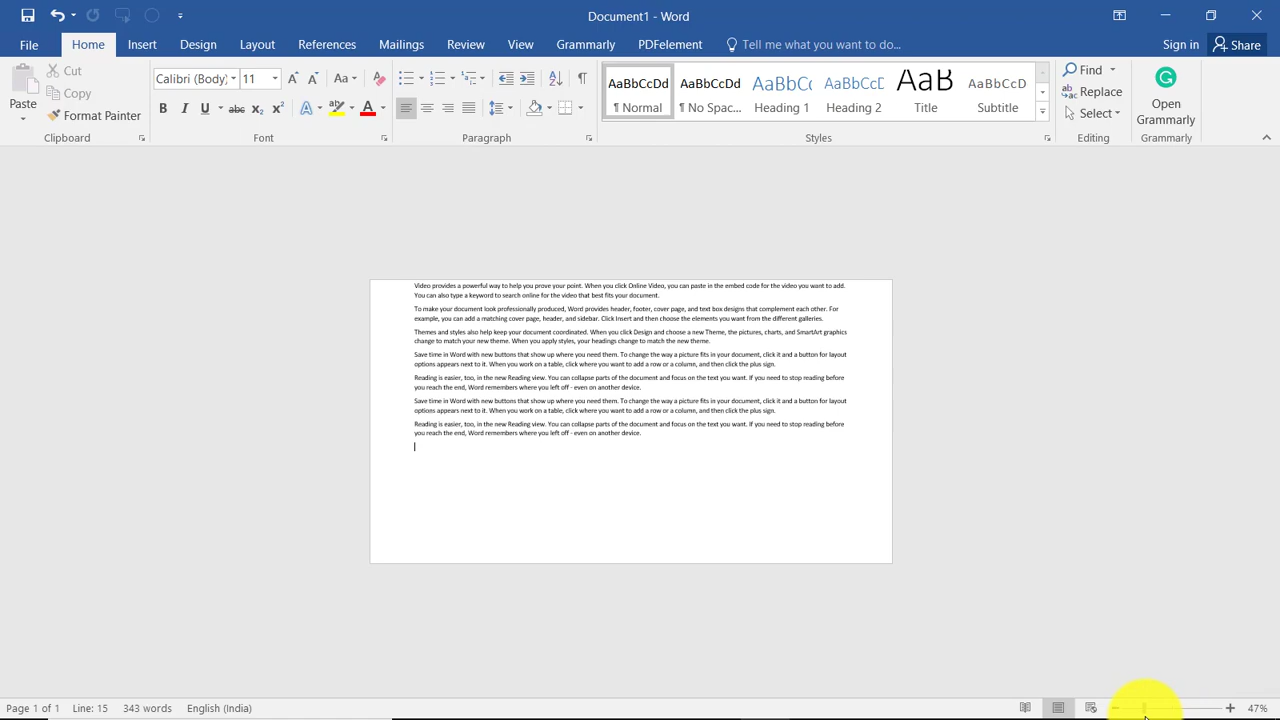 Document1 - Word
File Home Insert Design Layout References Mailings Review View Grammarly PDFelement Tell me what you want to do... Sign in Share
Paste
Cut
Copy
Format Painter
Clipboard
Calibri (Body) 11 Aa
B I U abc x₂ x² A A
Font
Paragraph
AaBbCcDd AaBbCcDd AaBbCc AaBbCcD AaB AaBbCcD
¶ Normal ¶ No Spac... Heading 1 Heading 2 Title Subtitle
Styles
Find
Replace
Select
Editing
Open
Grammarly
Grammarly
Video provides a powerful way to help you prove your point. When you click Online Video, you can paste in the embed code for the video you want to add.
You can also type a keyword to search online for the video that best fits your document.
To make your document look professionally produced, Word provides header, footer, cover page, and text box designs that complement each other. For
example, you can add a matching cover page, header, and sidebar. Click Insert and then choose the elements you want from the different galleries.
Themes and styles also help keep your document coordinated. When you click Design and choose a new Theme, the pictures, charts, and SmartArt graphics
change to match your new theme. When you apply styles, your headings change to match the new theme.
Save time in Word with new buttons that show up where you need them. To change the way a picture fits in your document, click it and a button for layout
options appears next to it. When you work on a table, click where you want to add a row or a column, and then click the plus sign.
Reading is easier, too, in the new Reading view. You can collapse parts of the document and focus on the text you want. If you need to stop reading before
you reach the end, Word remembers where you left off - even on another device.
Save time in Word with new buttons that show up where you need them. To change the way a picture fits in your document, click it and a button for layout
options appears next to it. When you work on a table, click where you want to add a row or a column, and then click the plus sign.
Reading is easier, too, in the new Reading view. You can collapse parts of the document and focus on the text you want. If you need to stop reading before
you reach the end, Word remembers where you left off - even on another device.
Page 1 of 1 Line: 15 343 words English (India) 47%